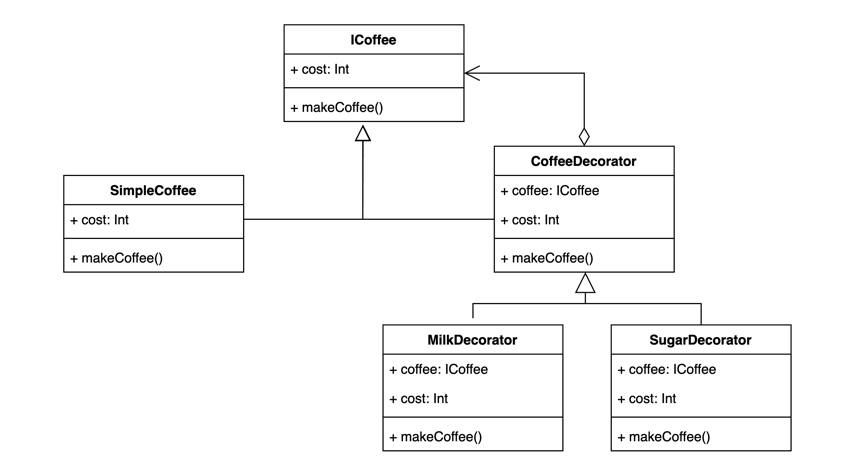 ICoffee
+ cost: Int
+ makeCoffee()
SimpleCoffee
+ cost: Int
+ makeCoffee()
CoffeeDecorator
+ coffee: ICoffee
+ cost: Int
+ makeCoffee()
MilkDecorator
+ coffee: ICoffee
+ cost: Int
+ makeCoffee()
SugarDecorator
+ coffee: ICoffee
+ cost: Int
+ makeCoffee()